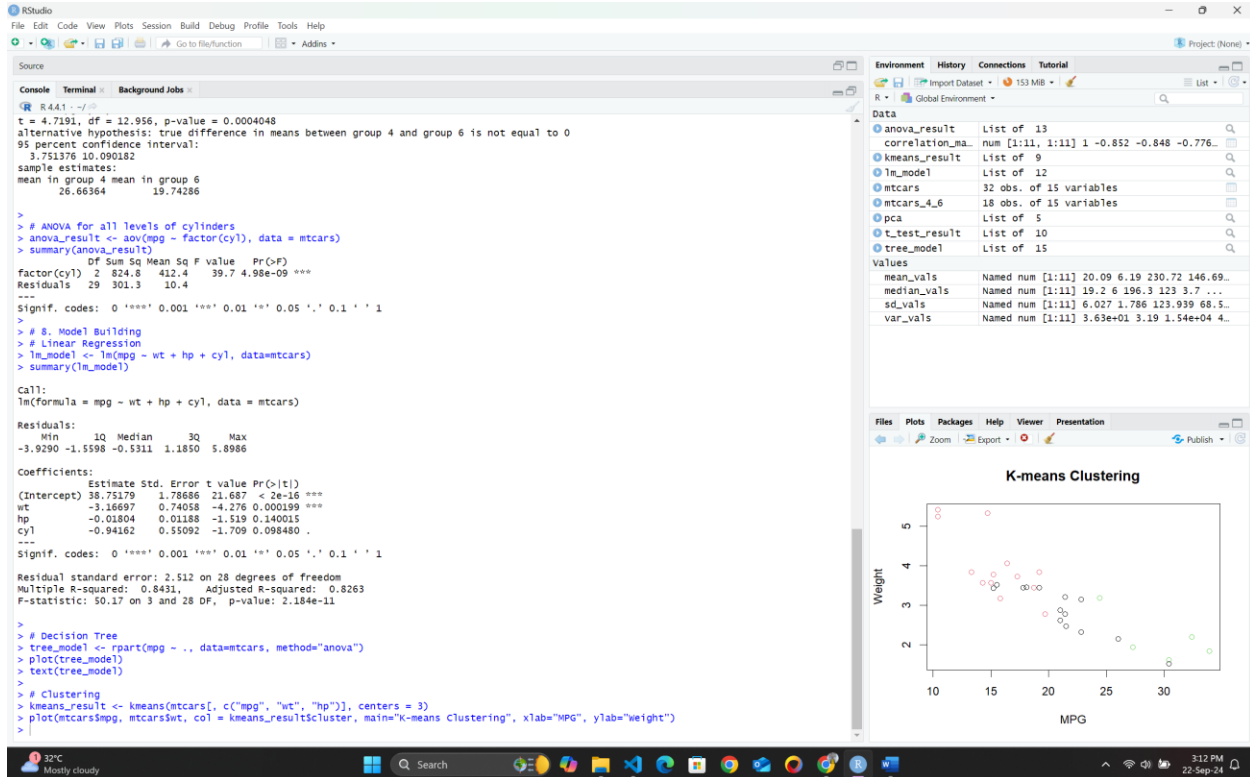 RStudio
File Edit Code View Plots Session Build Debug Profile Tools Help
Go to file/function
Addins
Project: (None)
Source
Console Terminal Background Jobs
R 4.4.1 · ~/
t = 4.7191, df = 12.956, p-value = 0.0004048
alternative hypothesis: true difference in means between group 4 and group 6 is not equal to 0
95 percent confidence interval:
3.751376 10.090182
sample estimates:
mean in group 4 mean in group 6
26.66364 19.74286
>
> # ANOVA for all levels of cylinders
> anova_result <- aov(mpg ~ factor(cyl), data = mtcars)
> summary(anova_result)
Df Sum Sq Mean Sq F value Pr(>F)
factor(cyl) 2 824.8 412.4 39.7 4.98e-09 ***
Residuals 29 301.3 10.4
---
Signif. codes: 0 '***' 0.001 '**' 0.01 '*' 0.05 '.' 0.1 ' ' 1
>
> # 8. Model Building
> # Linear Regression
> lm_model <- lm(mpg ~ wt + hp + cyl, data=mtcars)
> summary(lm_model)
Call:
lm(formula = mpg ~ wt + hp + cyl, data = mtcars)
Residuals:
Min 1Q Median 3Q Max
-3.9290 -1.5598 -0.5311 1.1850 5.8986
Coefficients:
Estimate Std. Error t value Pr(>|t|)
(Intercept) 38.75179 1.78686 21.687 < 2e-16 ***
wt -3.16697 0.74058 -4.276 0.000199 ***
hp -0.01804 0.01188 -1.519 0.140015
cyl -0.94162 0.55092 -1.709 0.098480 .
---
Signif. codes: 0 '***' 0.001 '**' 0.01 '*' 0.05 '.' 0.1 ' ' 1
Residual standard error: 2.512 on 28 degrees of freedom
Multiple R-squared: 0.8431, Adjusted R-squared: 0.8263
F-statistic: 50.17 on 3 and 28 DF, p-value: 2.184e-11
>
> # Decision Tree
> tree_model <- rpart(mpg ~ ., data=mtcars, method="anova")
> plot(tree_model)
> text(tree_model)
>
> # Clustering
> kmeans_result <- kmeans(mtcars[, c("mpg", "wt", "hp")], centers = 3)
> plot(mtcars$mpg, mtcars$wt, col = kmeans_result$cluster, main="K-means Clustering", xlab="MPG", ylab="Weight")
>
Environment History Connections Tutorial
Import Dataset 153 MiB List
R Global Environment
Data
anova_result List of 13
correlation_ma… num [1:11, 1:11] 1 -0.852 -0.848 -0.776…
kmeans_result List of 9
lm_model List of 12
mtcars 32 obs. of 15 variables
mtcars_4_6 18 obs. of 15 variables
pca List of 5
t_test_result List of 10
tree_model List of 15
Values
mean_vals Named num [1:11] 20.09 6.19 230.72 146.69…
median_vals Named num [1:11] 19.2 6 196.3 123 3.7 ...
sd_vals Named num [1:11] 6.027 1.786 123.939 68.5…
var_vals Named num [1:11] 3.63e+01 3.19 1.54e+04 4…
Files Plots Packages Help Viewer Presentation
Zoom Export Publish
K-means Clustering
Weight
5
4
3
2
10 15 20 25 30
MPG
1
32°C
Mostly cloudy
Search
3:12 PM
22-Sep-24